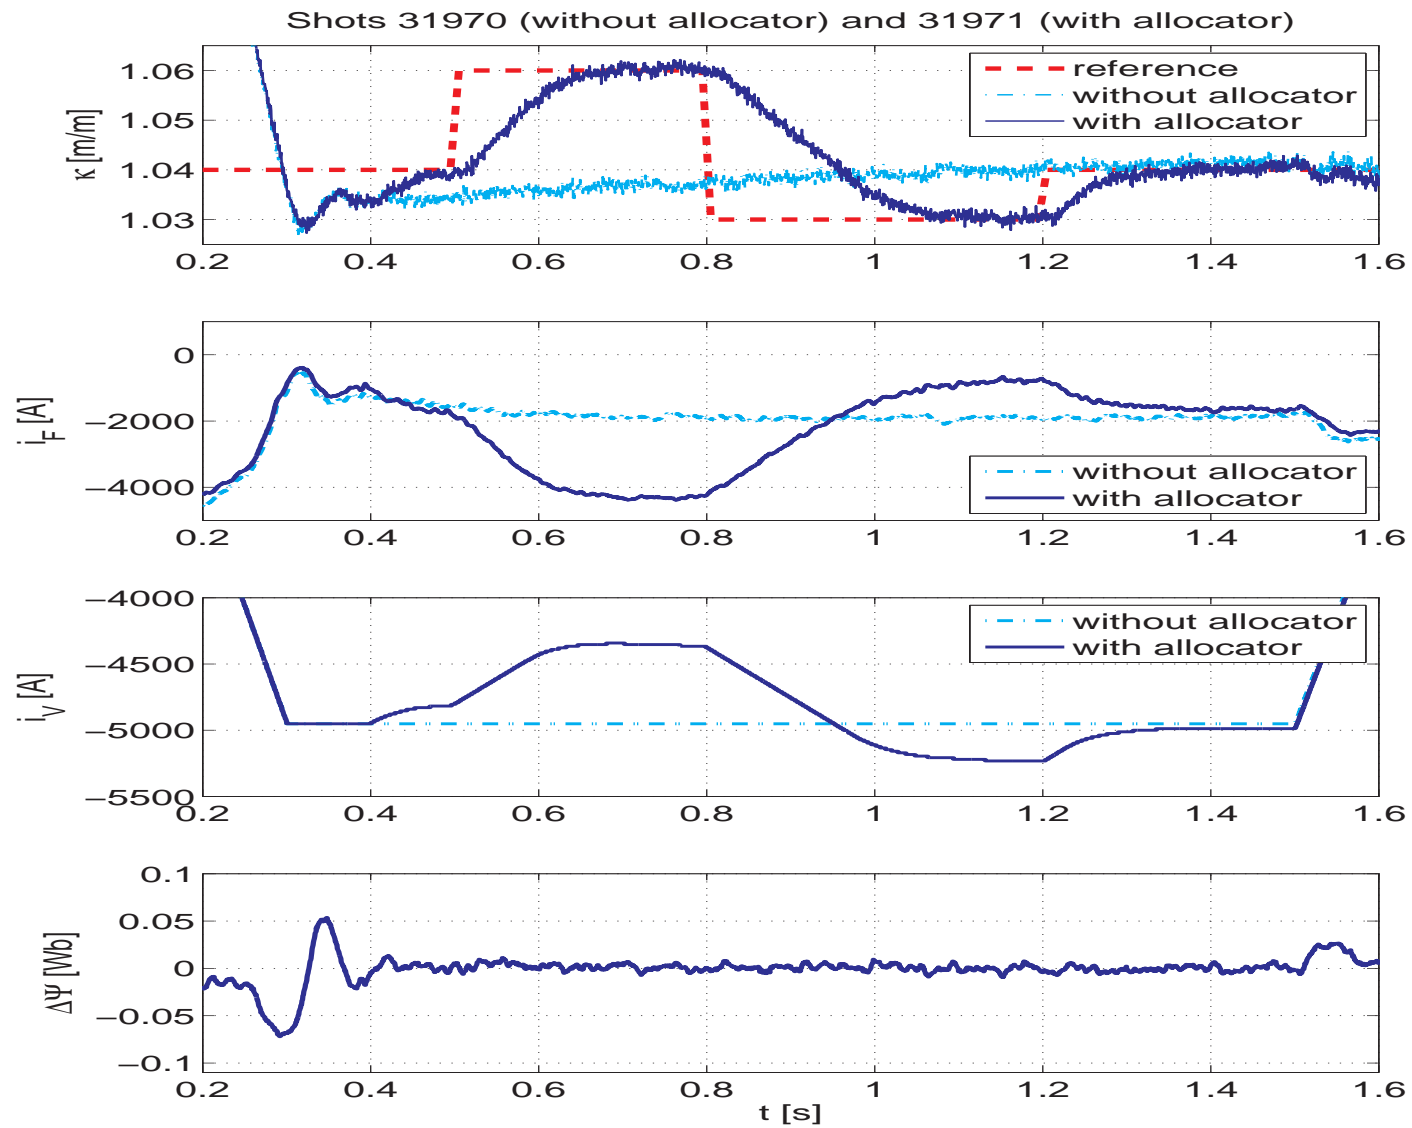 Shots 31970 (without allocator) and 31971 (with allocator)
κ [m/m]
1.06
1.05
1.04
1.03
reference
without allocator
with allocator
0.2 0.4 0.6 0.8 1 1.2 1.4 1.6
i_F [A]
0
−2000
−4000
without allocator
with allocator
0.2 0.4 0.6 0.8 1 1.2 1.4 1.6
i_V [A]
−4000
−4500
−5000
−5500
without allocator
with allocator
0.2 0.4 0.6 0.8 1 1.2 1.4 1.6
ΔΨ [Wb]
0.1
0.05
0
−0.05
−0.1
0.2 0.4 0.6 0.8 1 1.2 1.4 1.6
t [s]